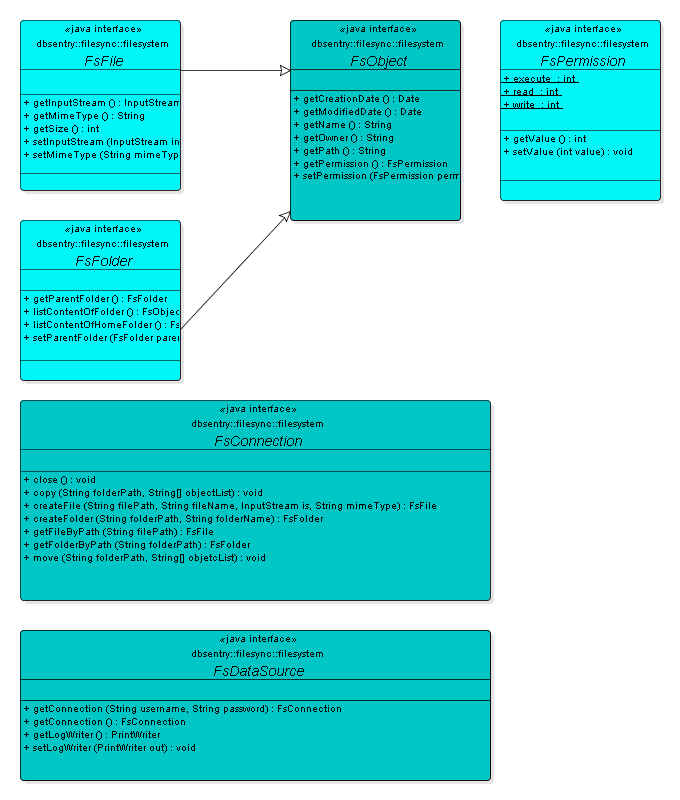 «java interface»
dbsentry::filesync::filesystem
FsFile
+ getInputStream () : InputStream
+ getMimeType () : String
+ getSize () : int
+ setInputStream (InputStream in
+ setMimeType (String mimeTyp
«java interface»
dbsentry::filesync::filesystem
FsObject
+ getCreationDate () : Date
+ getModifiedDate () : Date
+ getName () : String
+ getOwner () : String
+ getPath () : String
+ getPermission () : FsPermission
+ setPermission (FsPermission perm
«java interface»
dbsentry::filesync::filesystem
FsPermission
+ execute : int
+ read : int
+ write : int
+ getValue () : int
+ setValue (int value) : void
«java interface»
dbsentry::filesync::filesystem
FsFolder
+ getParentFolder () : FsFolder
+ listContentOfFolder () : FsObjec
+ listContentOfHomeFolder () : Fs
+ setParentFolder (FsFolder parer
«java interface»
dbsentry::filesync::filesystem
FsConnection
+ close () : void
+ copy (String folderPath, String[] objectList) : void
+ createFile (String filePath, String fileName, InputStream is, String mimeType) : FsFile
+ createFolder (String folderPath, String folderName) : FsFolder
+ getFileByPath (String filePath) : FsFile
+ getFolderByPath (String folderPath) : FsFolder
+ move (String folderPath, String[] objetcList) : void
«java interface»
dbsentry::filesync::filesystem
FsDataSource
+ getConnection (String username, String password) : FsConnection
+ getConnection () : FsConnection
+ getLogWriter () : PrintWriter
+ setLogWriter (PrintWriter out) : void